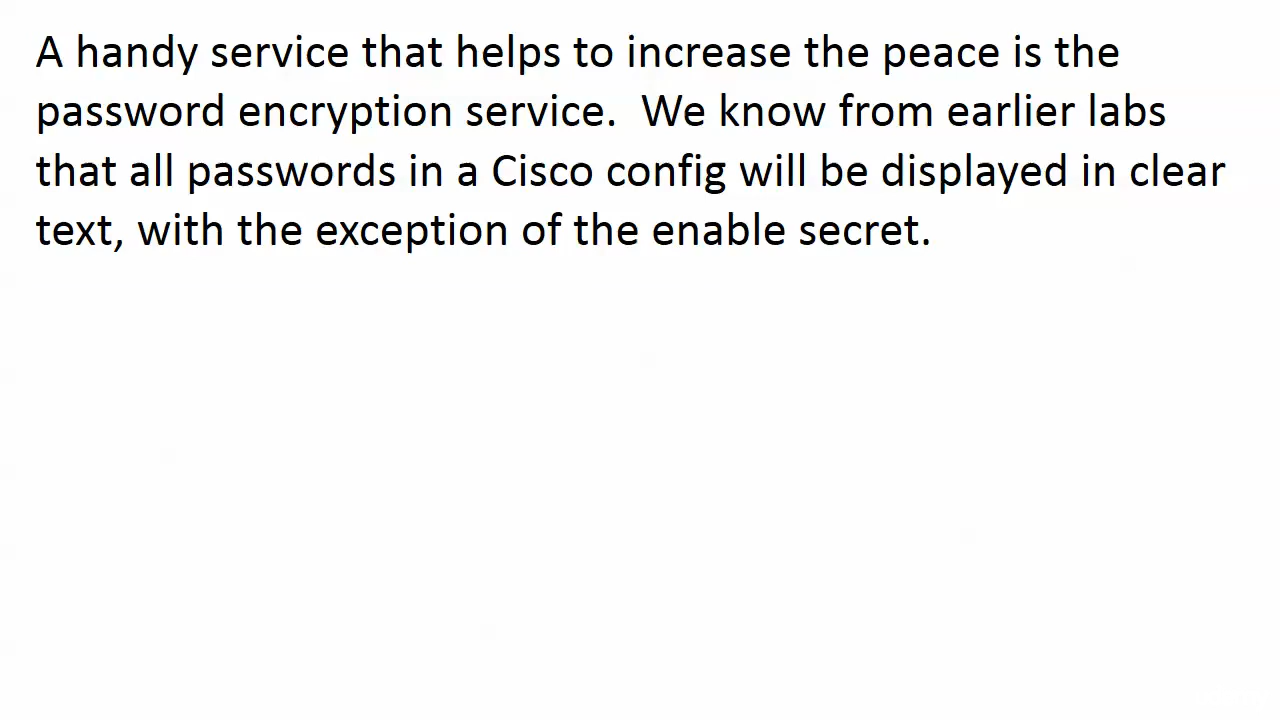 A handy service that helps to increase the peace is the
password encryption service.  We know from earlier labs
that all passwords in a Cisco config will be displayed in clear
text, with the exception of the enable secret.